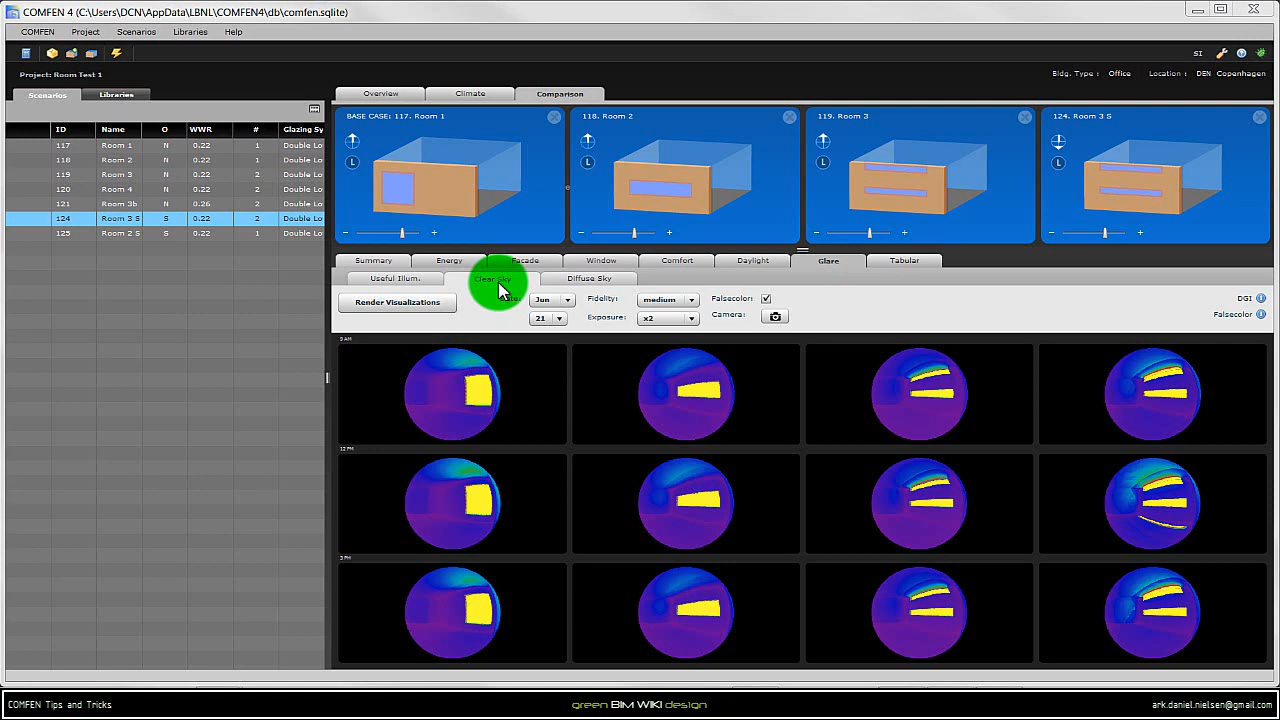 COMFEN 4 (C:\Users\DCN\AppData\LBNL\COMFEN4\db\comfen.sqlite)
COMFEN Project Scenarios Libraries Help
SI
Project: Room Test 1
Bldg. Type : Office Location : DEN Copenhagen
Scenarios Libraries
Overview Climate Comparison
ID Name O WWR # Glazing Sy
117 Room 1 N 0.22 1 Double Lo
118 Room 2 N 0.22 1 Double Lo
119 Room 3 N 0.22 2 Double Lo
120 Room 4 N 0.22 2 Double Lo
121 Room 3b N 0.26 2 Double Lo
124 Room 3 S S 0.22 2 Double Lo
125 Room 2 S S 0.22 1 Double Lo
BASE CASE: 117. Room 1
L
118. Room 2
L
119. Room 3
L
124. Room 3 S
L
Summary Energy Facade Window Comfort Daylight Glare Tabular
Useful Illum. Clear Sky Diffuse Sky
Render Visualizations
Jun Fidelity: medium Falsecolor:
21 Exposure: x2 Camera:
DGI
Falsecolor
9 AM
12 PM
3 PM
COMFEN Tips and Tricks
green BIM WIKI design
ark.daniel.nielsen@gmail.com